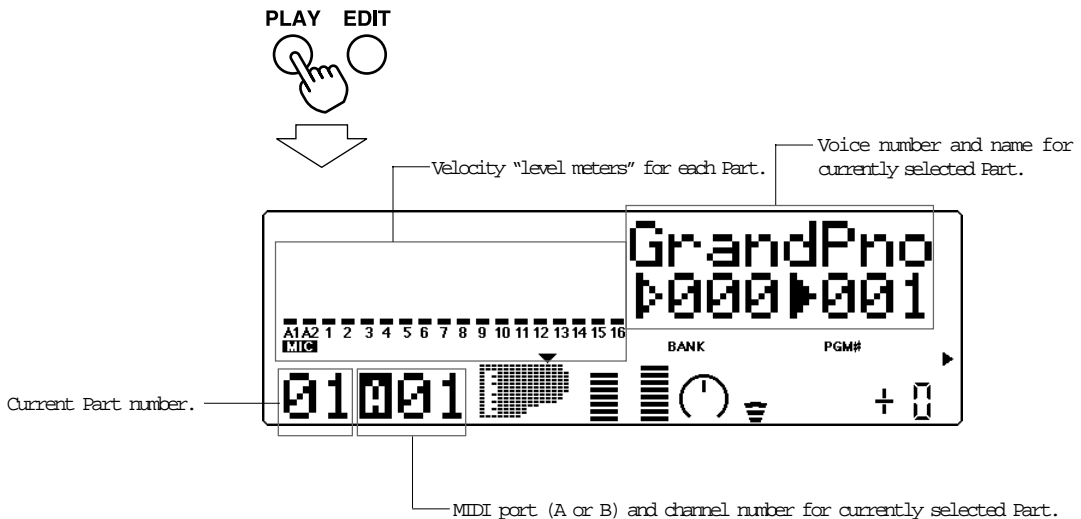 PLAY EDIT
Voice number and name for
currently selected Part.
Velocity “level meters” for each Part.
GrandPno
000 001
A1 A2 1 2 3 4 5 6 7 8 9 10 11 12 13 14 15 16
MIC
BANK PGM#
Current Part number.
01 A01
+ 0
MIDI port (A or B) and channel number for currently selected Part.